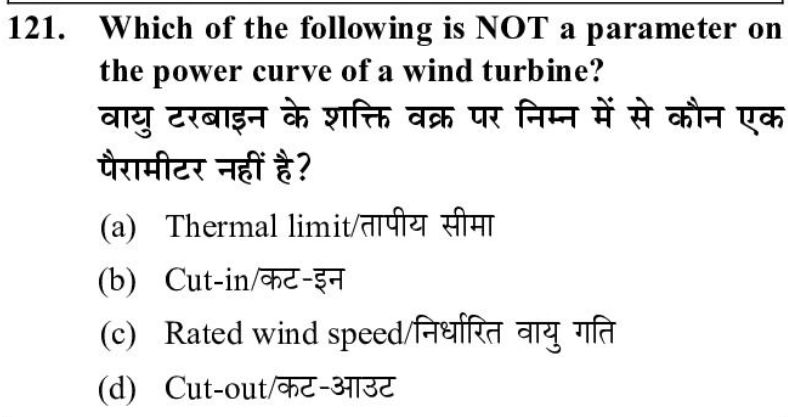 121. Which of the following is NOT a parameter on
the power curve of a wind turbine?
वायु टरबाइन के शक्ति वक्र पर निम्न में से कौन एक
पैरामीटर नहीं है?
(a) Thermal limit/तापीय सीमा
(b) Cut-in/कट-इन
(c) Rated wind speed/निर्धारित वायु गति
(d) Cut-out/कट-आउट